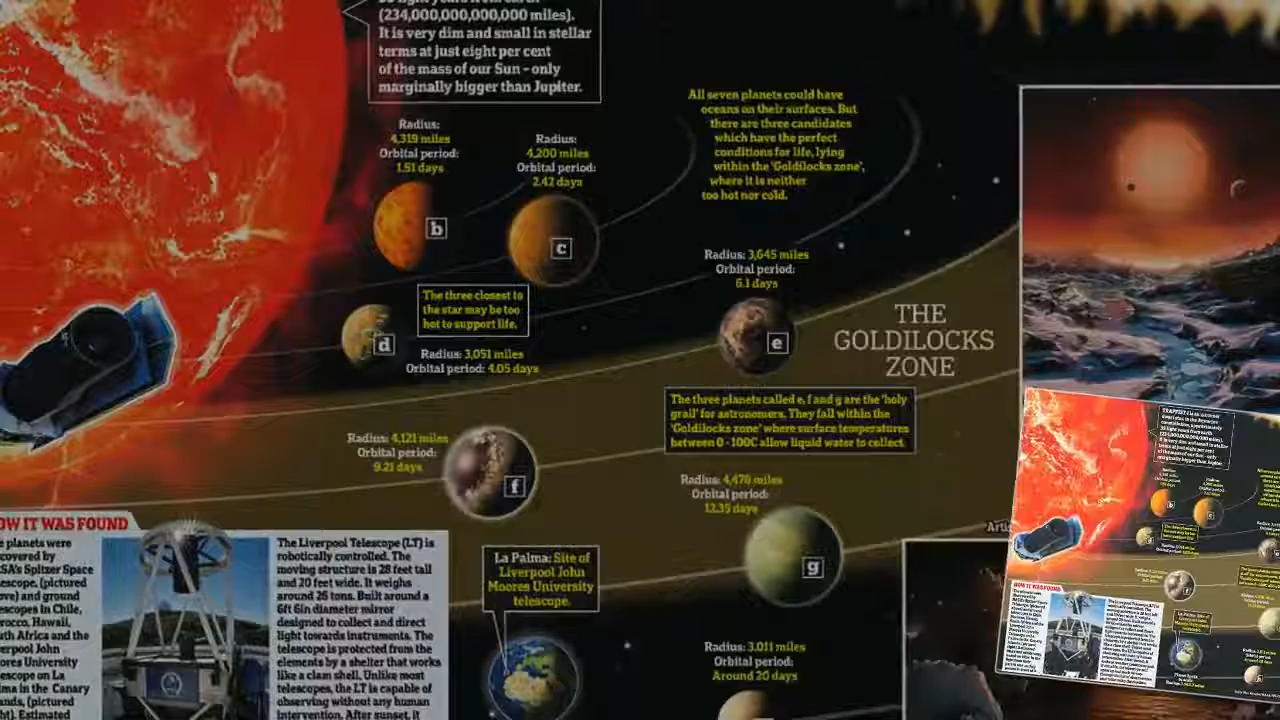 (234,000,000,000,000 miles).
It is very dim and small in stellar
terms at just eight per cent
of the mass of our Sun - only
marginally bigger than Jupiter.
All seven planets could have
oceans on their surfaces. But
there are three candidates
which have the perfect
conditions for life, lying
within the 'Goldilocks zone',
where it is neither
too hot nor cold.
Radius:
4,319 miles
Orbital period:
1.51 days
Radius:
4,200 miles
Orbital period:
2.42 days
b
c
Radius: 3,645 miles
Orbital period:
6.1 days
The three closest to
the star may be too
hot to support life.
d
Radius: 3,051 miles
Orbital period: 4.05 days
e
THE
GOLDILOCKS
ZONE
The three planets called e, f and g are the 'holy
grail' for astronomers. They fall within the
'Goldilocks zone' where surface temperatures
between 0 - 100C allow liquid water to collect.
Radius: 4,121 miles
Orbital period:
9.21 days
f
Radius: 4,470 miles
Orbital period:
12.35 days
g
OW IT WAS FOUND
planets were
covered by
SA's Spitzer Space
escope, (pictured
ve) and ground
escopes in Chile,
rocco, Hawaii,
uth Africa and the
erpool John
ores University
escope on La
ma in the Canary
ands, (pictured
ht). Estimated
The Liverpool Telescope (LT) is
robotically controlled. The
moving structure is 28 feet tall
and 20 feet wide. It weighs
around 25 tons. Built around a
6ft 6in diameter mirror
designed to collect and direct
light towards instruments. The
telescope is protected from the
elements by a shelter that works
like a clam shell. Unlike most
telescopes, the LT is capable of
observing without any human
intervention. After sunset, it
La Palma: Site of
Liverpool John
Moores University
telescope.
Radius: 3,011 miles
Orbital period:
Around 20 days
Arti